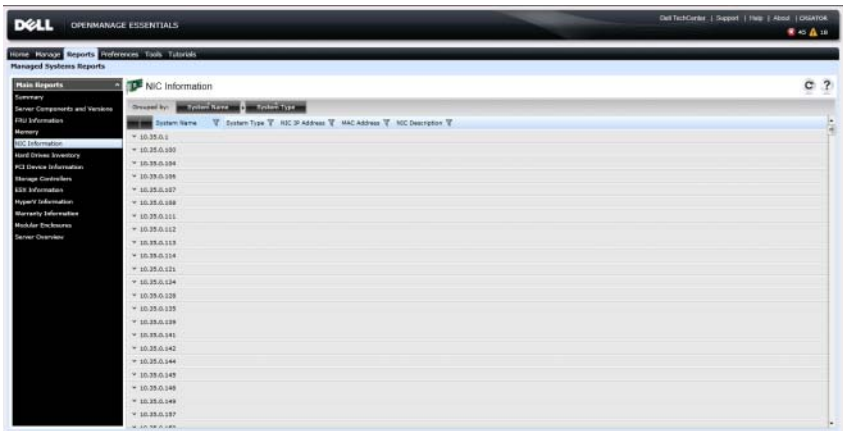 DELL OPENMANAGE ESSENTIALS
Dell TechCenter | Support | Help | About |
45 18
Home Manage Reports Preferences Tools Tutorials
Managed Systems Reports
Main Reports
NIC Information
Summary
Server Components and Versions
FRU Information
Memory
NIC Information
Hard Drives Inventory
PCI Device Information
Storage Controllers
ESX Information
HyperV Information
Warranty Information
Modular Enclosures
Server Overview
Grouped by: System Name System Type
System Name System Type NIC IP Address MAC Address NIC Description
10.35.0.1
10.35.0.100
10.35.0.104
10.35.0.106
10.35.0.107
10.35.0.108
10.35.0.111
10.35.0.112
10.35.0.113
10.35.0.114
10.35.0.121
10.35.0.124
10.35.0.128
10.35.0.135
10.35.0.139
10.35.0.141
10.35.0.142
10.35.0.144
10.35.0.145
10.35.0.148
10.35.0.149
10.35.0.157